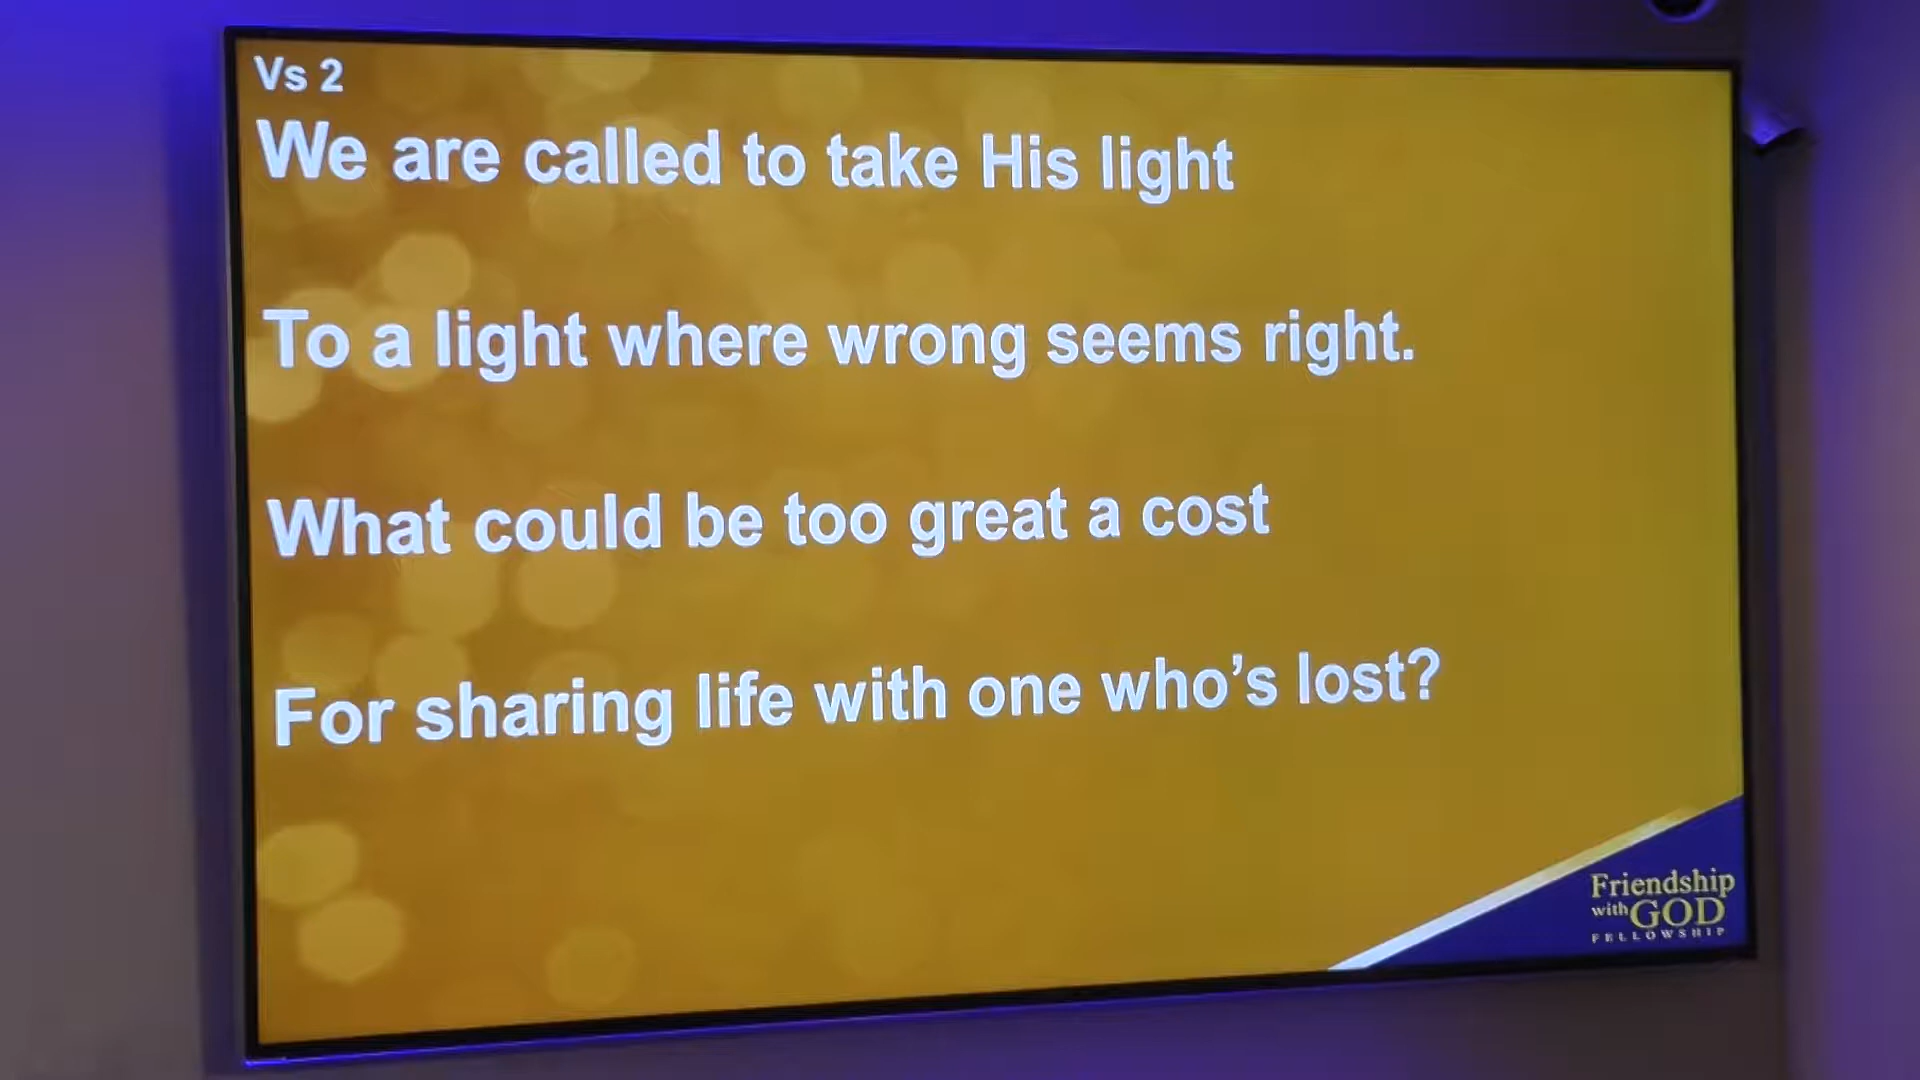 Vs 2
We are called to take His light
To a light where wrong seems right.
What could be too great a cost
For sharing life with one who’s lost?
Friendship
with GOD
FELLOWSHIP